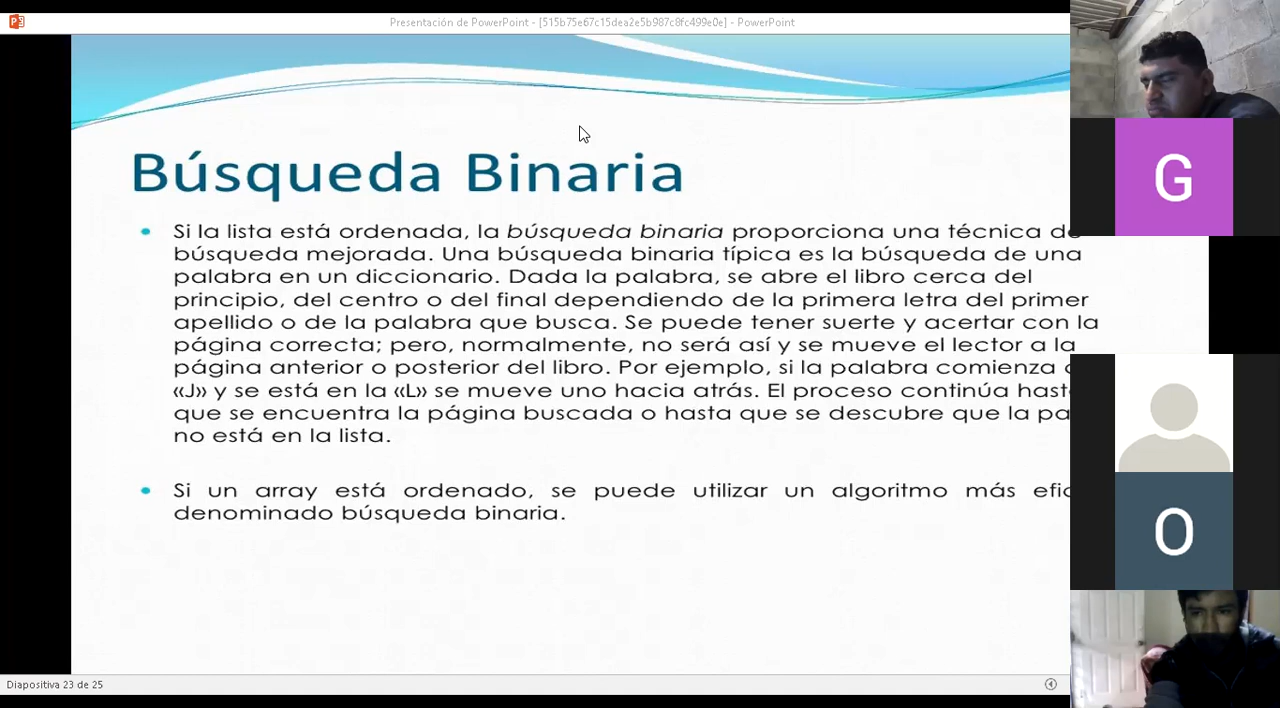 Presentación de PowerPoint - [515b75e67c15dea2e5b987c8fc499e0e] - PowerPoint
Búsqueda Binaria
Si la lista está ordenada, la búsqueda binaria proporciona una técnica de
búsqueda mejorada. Una búsqueda binaria típica es la búsqueda de una
palabra en un diccionario. Dada la palabra, se abre el libro cerca del
principio, del centro o del final dependiendo de la primera letra del primer
apellido o de la palabra que busca. Se puede tener suerte y acertar con la
página correcta; pero, normalmente, no será así y se mueve el lector a la
página anterior o posterior del libro. Por ejemplo, si la palabra comienza
«J» y se está en la «L» se mueve uno hacia atrás. El proceso continúa
que se encuentra la página buscada o hasta que se descubre que la
no está en la lista.
Si un array está ordenado, se puede utilizar un algoritmo más
denominado búsqueda binaria.
Diapositiva 23 de 25
G
O